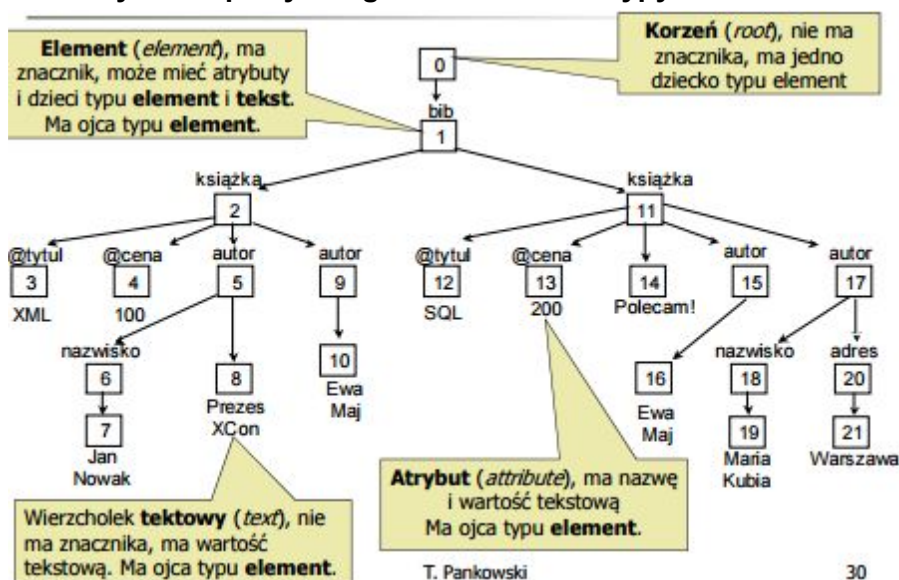 Element (element), ma
znacznik, może mieć atrybuty
i dzieci typu element i tekst.
Ma ojca typu element.
Korzeń (root), nie ma
znacznika, ma jedno
dziecko typu element
0
bib
1
książka
książka
2
11
@tytul
@cena
autor
autor
@tytul
@cena
autor
autor
3
4
5
9
12
13
14
15
17
XML
100
SQL
200
Polecam!
nazwisko
nazwisko
adres
6
8
10
16
18
20
Prezes
XCon
Ewa
Maj
Ewa
Maj
7
19
21
Jan
Nowak
Maria
Kubia
Warszawa
Atrybut (attribute), ma nazwę
i wartość tekstową
Ma ojca typu element.
Wierzchołek tektowy (text), nie
ma znacznika, ma wartość
tekstową. Ma ojca typu element.
T. Pankowski
30